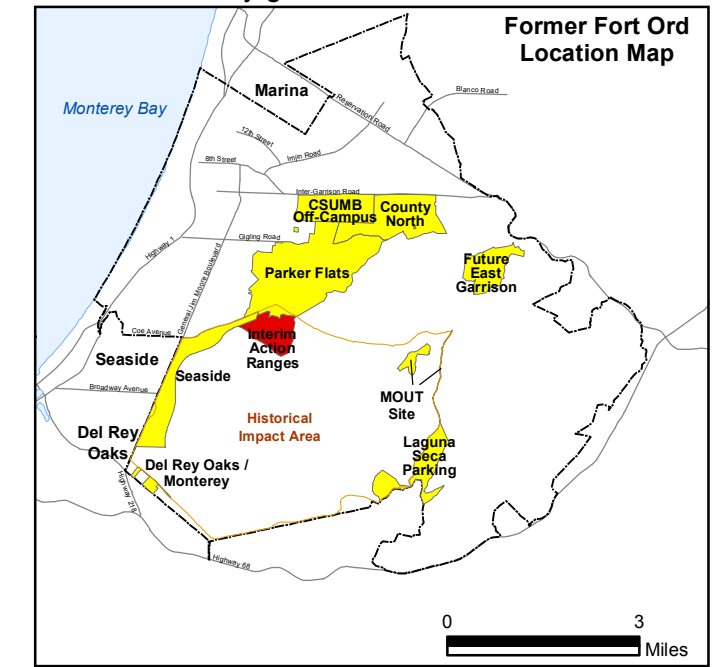 Former Fort Ord
Location Map
Marina
Blanco Road
Monterey Bay
Reservation Road
12th Street
Imjin Road
8th Street
Inter-Garrison Road
CSUMB
Off-Campus
County
North
Gigling Road
Highway 1
General Jim Moore Boulevard
Parker Flats
Future
East
Garrison
Coe Avenue
Interim
Action
Ranges
Seaside
Seaside
Broadway Avenue
MOUT
Site
Historical
Impact Area
Del Rey
Oaks
Laguna
Seca
Parking
Del Rey Oaks /
Monterey
Highway 218
Highway 68
0
3
Miles